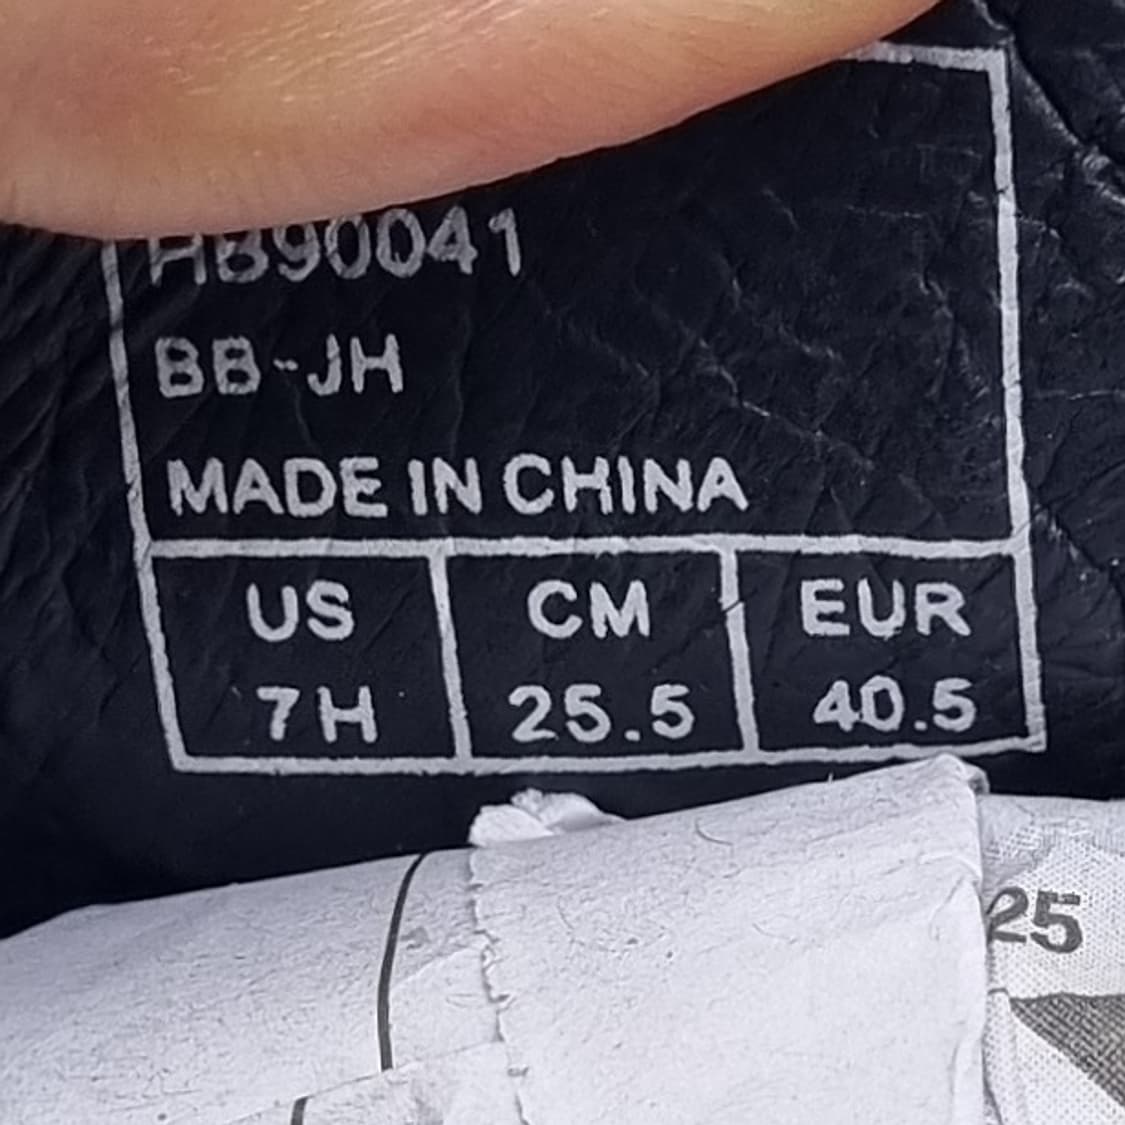 HB90041
BB-JH
MADE IN CHINA
US CM EUR
7H 25.5 40.5
25